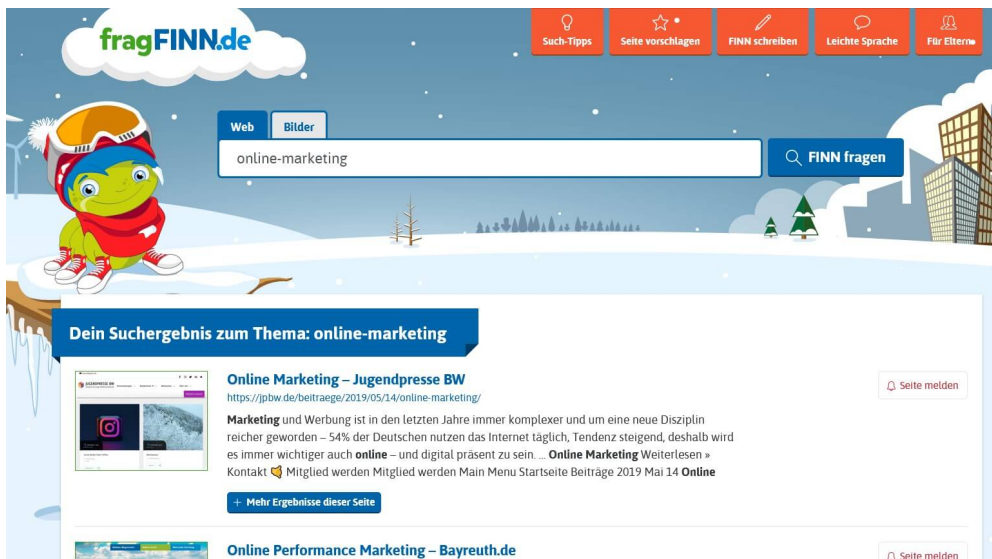 fragFINN.de
Such-Tipps
Seite vorschlagen
FINN schreiben
Leichte Sprache
Für Eltern
Web
Bilder
online-marketing
FINN fragen
Dein Suchergebnis zum Thema: online-marketing
Online Marketing – Jugendpresse BW
https://jpbw.de/beitraege/2019/05/14/online-marketing/
Seite melden
Marketing und Werbung ist in den letzten Jahre immer komplexer und um eine neue Disziplin
reicher geworden – 54% der Deutschen nutzen das Internet täglich, Tendenz steigend, deshalb wird
es immer wichtiger auch online – und digital präsent zu sein. ... Online Marketing Weiterlesen »
Kontakt Mitglied werden Mitglied werden Main Menu Startseite Beiträge 2019 Mai 14 Online
+ Mehr Ergebnisse dieser Seite
Online Performance Marketing – Bayreuth.de
Seite melden